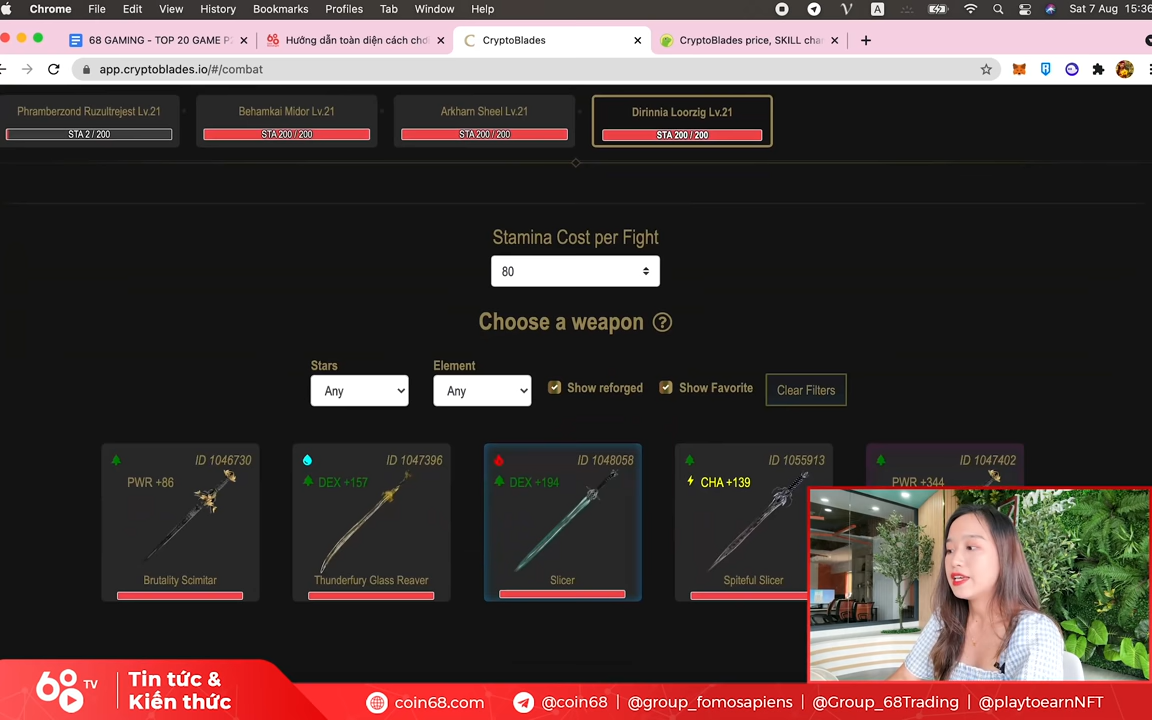 Chrome File Edit View History Bookmarks Profiles Tab Window Help Sat 7 Aug 15:36
68 GAMING - TOP 20 GAME P2 Hướng dẫn toàn diện cách chơi CryptoBlades CryptoBlades price, SKILL cha
app.cryptoblades.io/#/combat
Phramberzond Ruzultrejest Lv.21 Behamkai Midor Lv.21 Arkham Sheel Lv.21 Dirinnia Loorzig Lv.21
STA 2 / 200 STA 200 / 200 STA 200 / 200 STA 200 / 200
Stamina Cost per Fight
80
Choose a weapon ?
Stars Element
Any Any Show reforged Show Favorite Clear Filters
ID 1046730 ID 1047396 ID 1048058 ID 1055913 ID 1047402
PWR +86 DEX +157 DEX +194 CHA +139 PWR +344
Brutality Scimitar Thunderfury Glass Reaver Slicer Spiteful Slicer
68 TV Tin tức &
Kiến thức
coin68.com @coin68 | @group_fomosapiens | @Group_68Trading | @playtoearnNFT